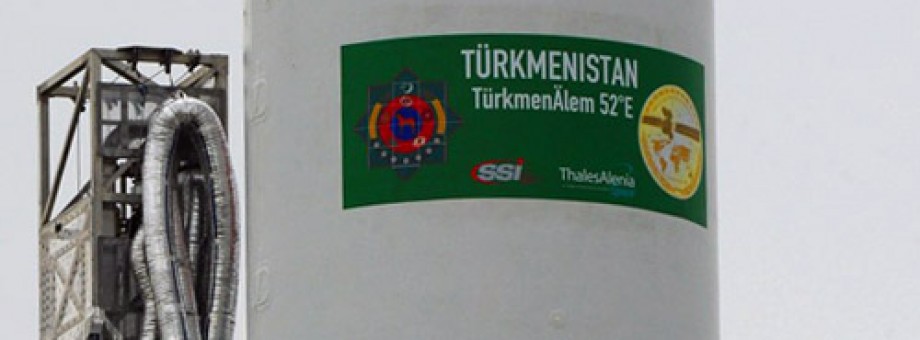 TÜRKMENISTAN
TürkmenÄlem 52°E
SSI
ThalesAlenia